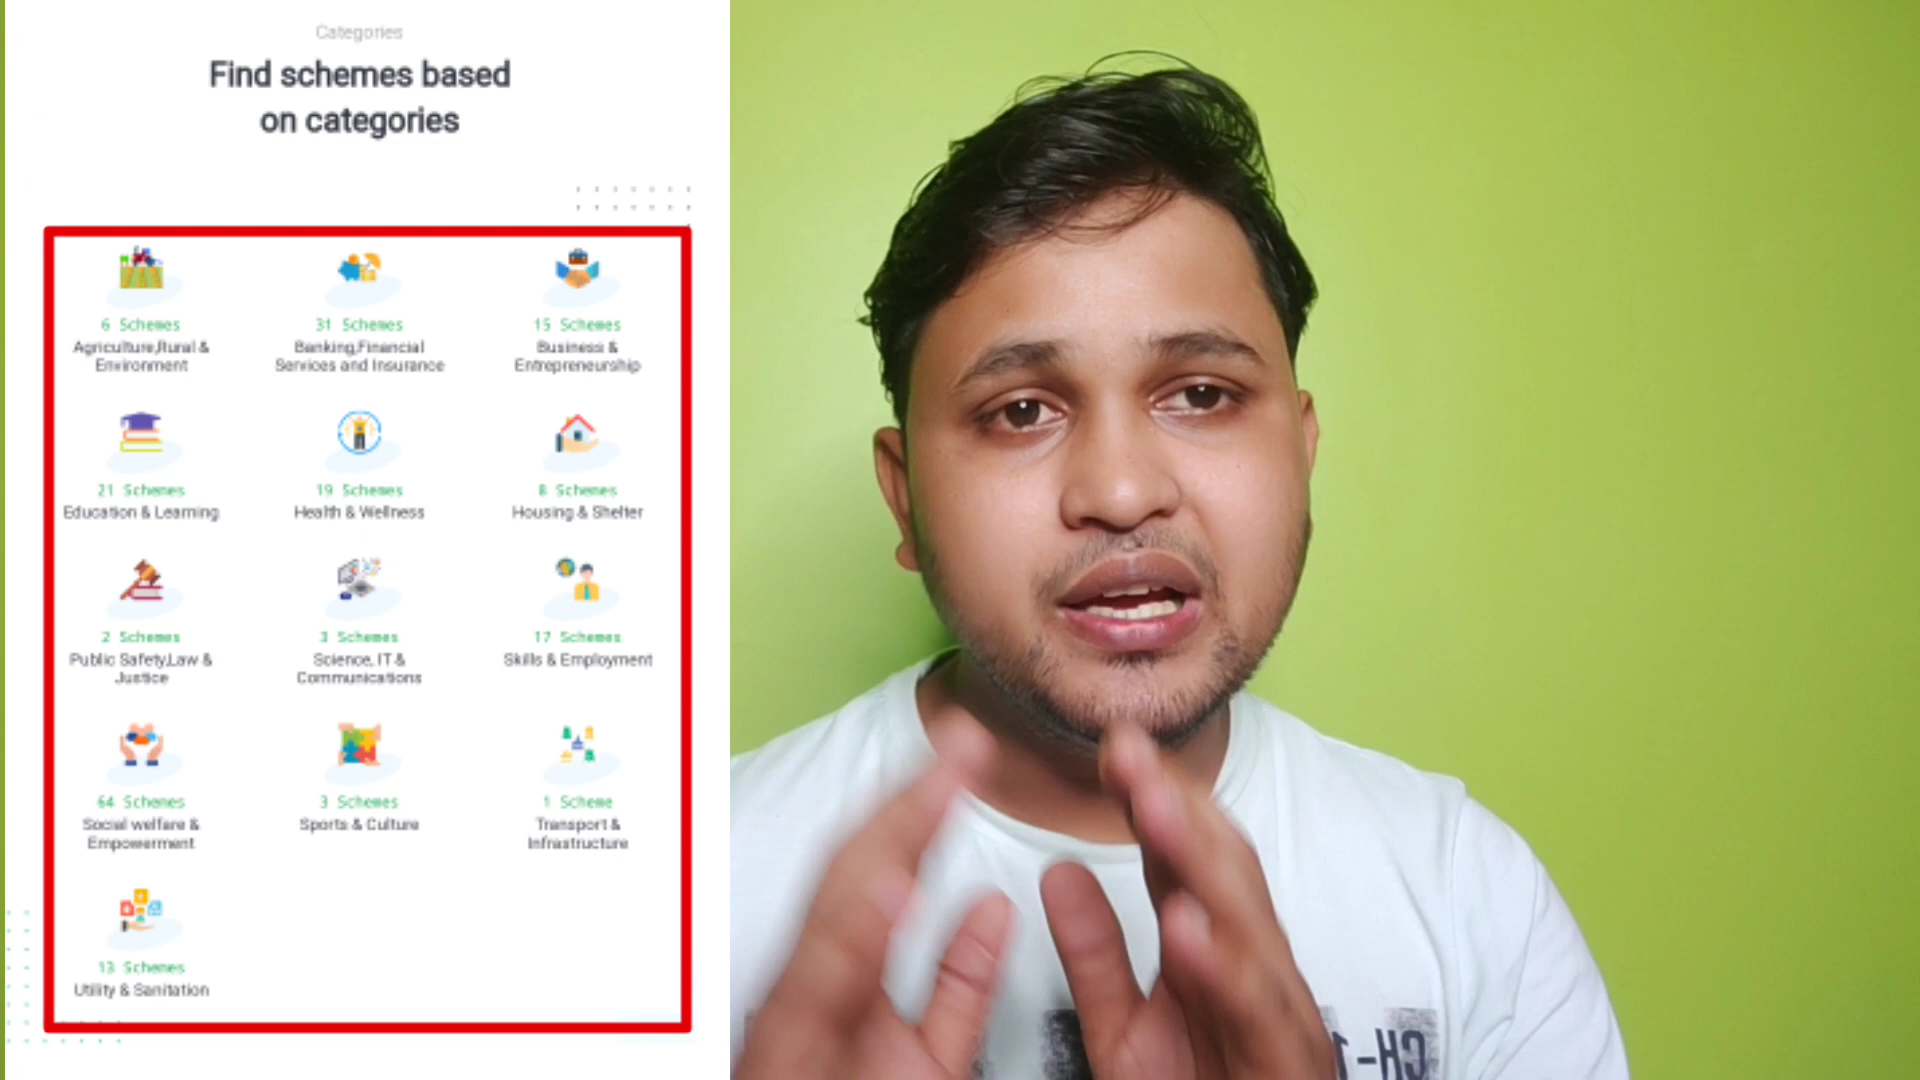 Categories
Find schemes based
on categories
6 Schemes
Agriculture,Rural &
Environment
31 Schemes
Banking,Financial
Services and Insurance
15 Schemes
Business &
Entrepreneurship
21 Schemes
Education & Learning
19 Schemes
Health & Wellness
8 Schemes
Housing & Shelter
2 Schemes
Public Safety,Law &
Justice
3 Schemes
Science, IT &
Communications
17 Schemes
Skills & Employment
64 Schemes
Social welfare &
Empowerment
3 Schemes
Sports & Culture
1 Scheme
Transport &
Infrastructure
13 Schemes
Utility & Sanitation